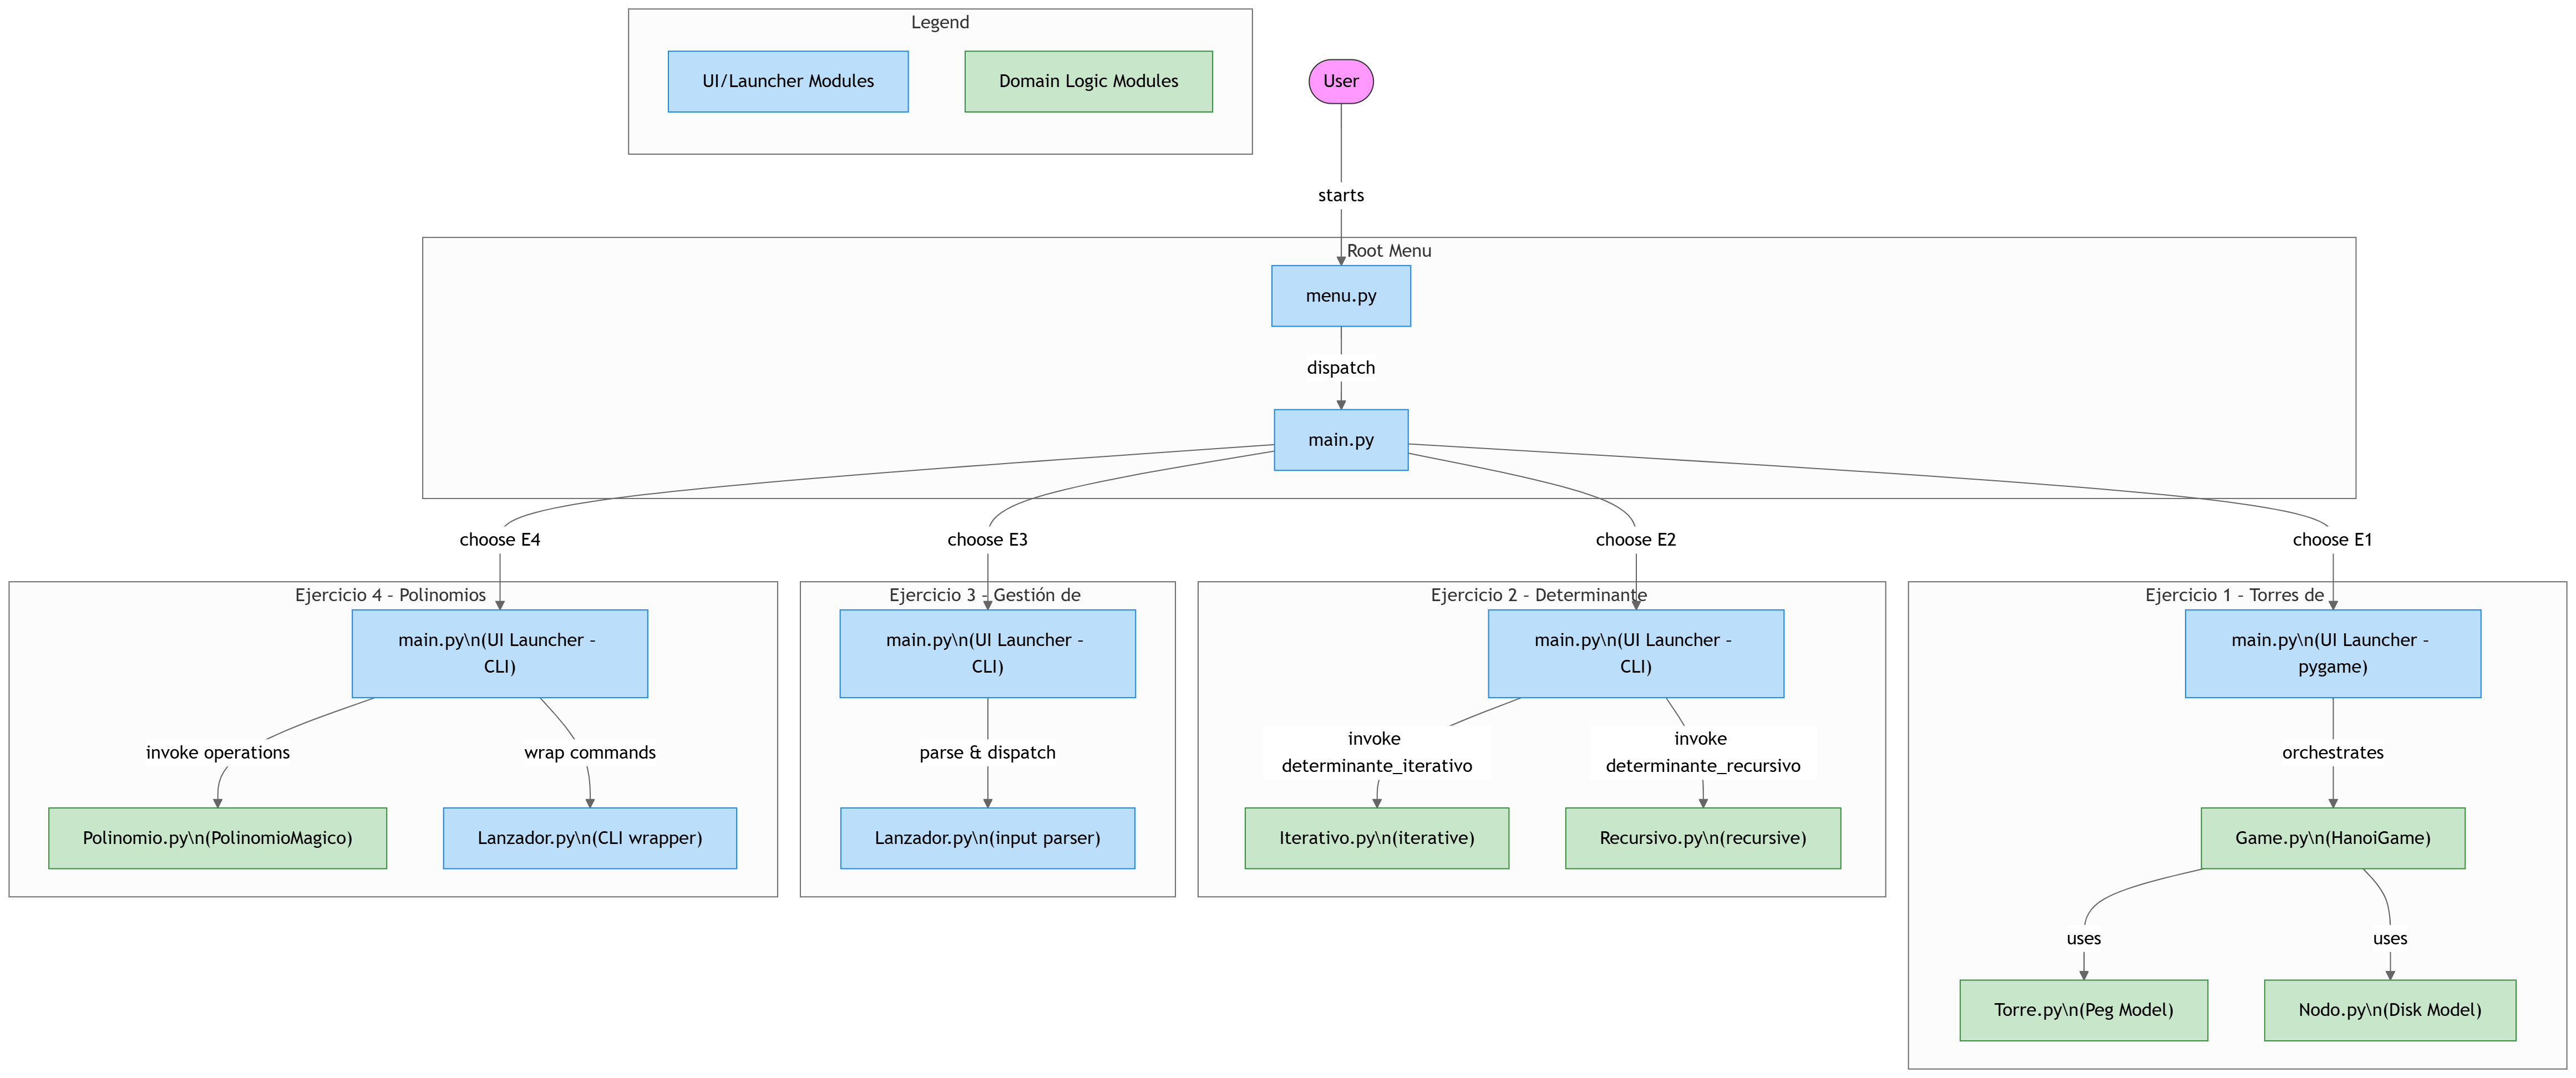 Legend
UI/Launcher Modules
Domain Logic Modules
User
starts
Root Menu
menu.py
dispatch
main.py
choose E4
choose E3
choose E2
choose E1
Ejercicio 4 - Polinomios
main.py\n(UI Launcher -
CLI)
invoke operations
wrap commands
Polinomio.py\n(PolinomioMagico)
Lanzador.py\n(CLI wrapper)
Ejercicio 3 - Gestión de
main.py\n(UI Launcher -
CLI)
parse & dispatch
Lanzador.py\n(input parser)
Ejercicio 2 - Determinante
main.py\n(UI Launcher -
CLI)
invoke
determinante_iterativo
invoke
determinante_recursivo
Iterativo.py\n(iterative)
Recursivo.py\n(recursive)
Ejercicio 1 - Torres de
main.py\n(UI Launcher -
pygame)
orchestrates
Game.py\n(HanoiGame)
uses
uses
Torre.py\n(Peg Model)
Nodo.py\n(Disk Model)